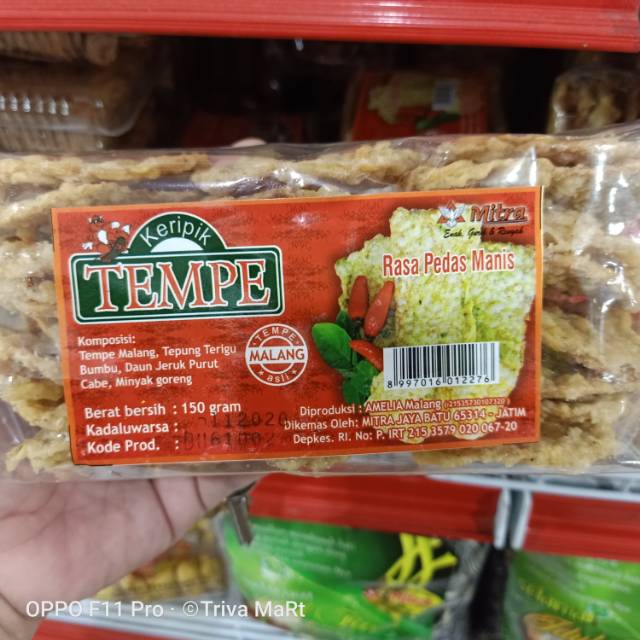 Keripik
TEMPE
Mitra
Enak, Gurih & Renyah
Rasa Pedas Manis
Komposisi:
Tempe Malang, Tepung Terigu
Bumbu, Daun Jeruk Purut
Cabe, Minyak goreng
TEMPE
MALANG
asli
8 997016 012276
Berat bersih : 150 gram
Kadaluwarsa :
Kode Prod. :
Diproduksi : AMELIA Malang
Dikemas Oleh: MITRA JAYA BATU 65314 - JATIM
Depkes. RI. No: P. IRT 215 3579 020 067-20
OPPO F11 Pro · ©Triva MaRt